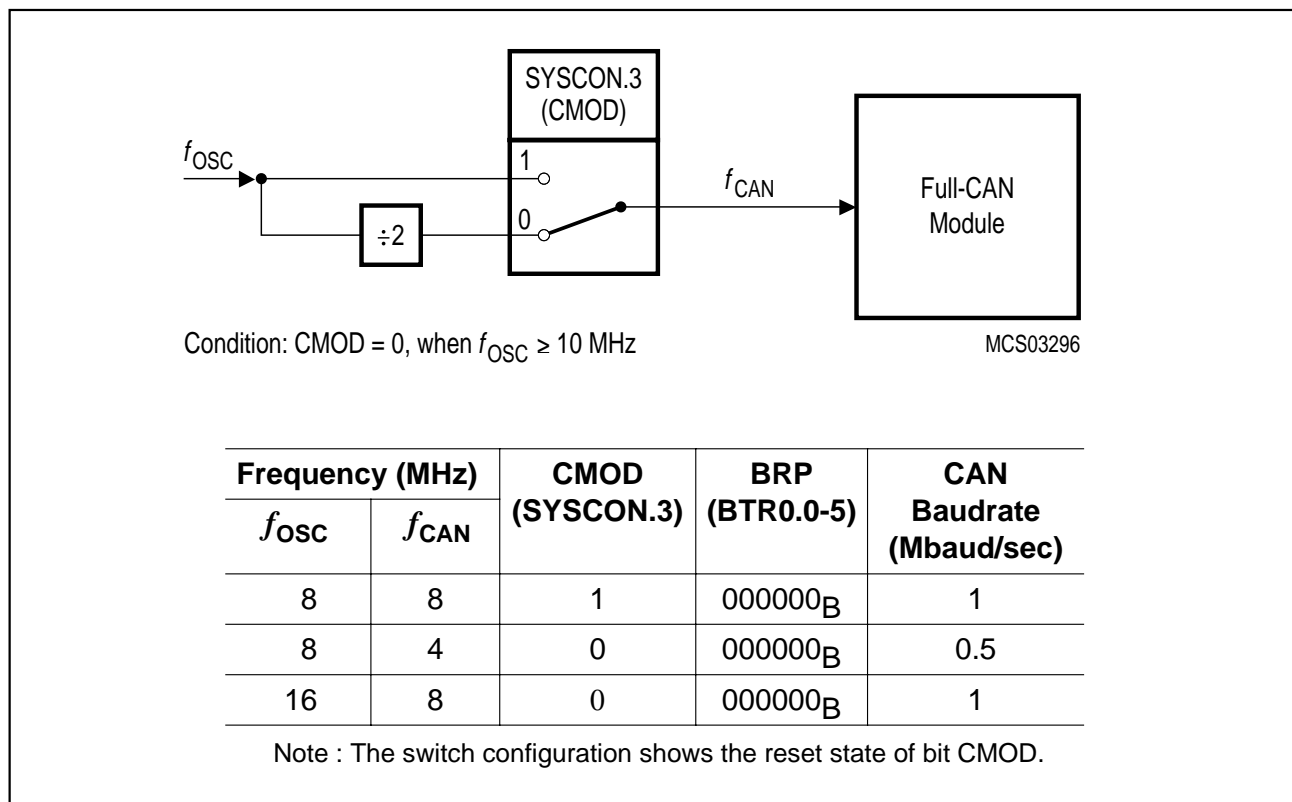 SYSCON.3
(CMOD)
fOSC
1
fCAN
Full-CAN
Module
0
÷2
Condition: CMOD = 0, when fOSC ≥ 10 MHz
MCS03296
Frequency (MHz) CMOD (SYSCON.3) BRP (BTR0.0-5) CAN Baudrate (Mbaud/sec)
fOSC fCAN
8 8 1 000000B 1
8 4 0 000000B 0.5
16 8 0 000000B 1
Note : The switch configuration shows the reset state of bit CMOD.